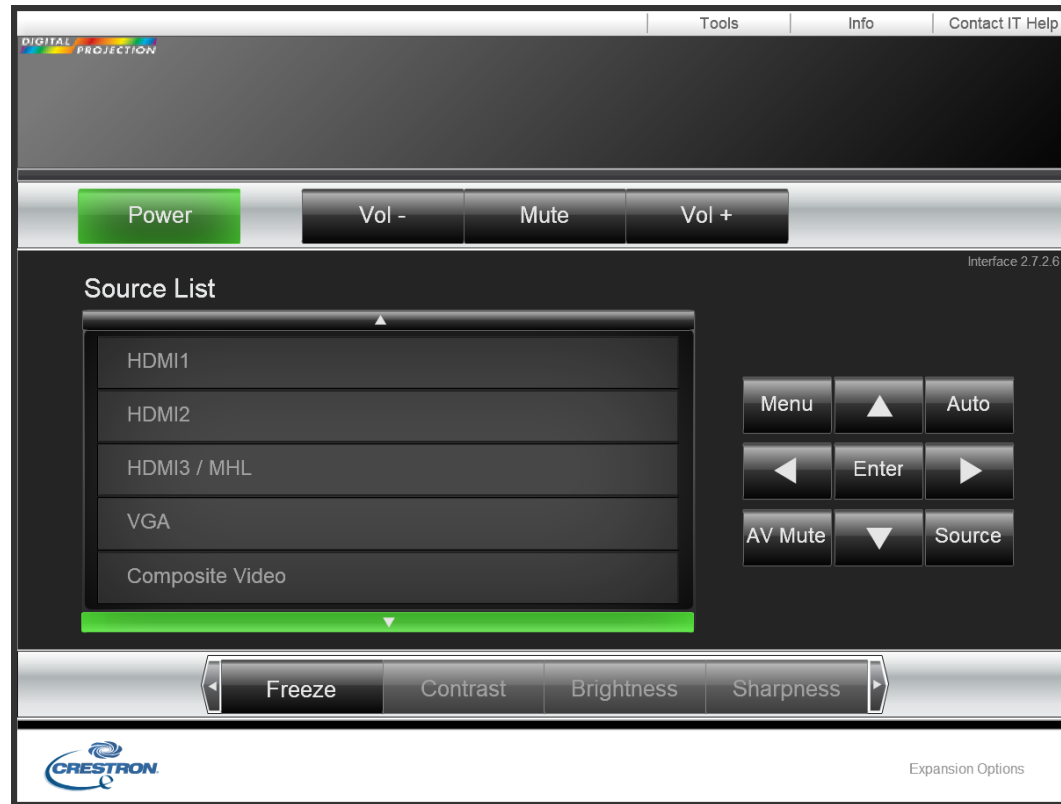 Tools Info Contact IT Help
DIGITAL PROJECTION
Power Vol - Mute Vol +
Interface 2.7.2.6
Source List
HDMI1
HDMI2
HDMI3 / MHL
VGA
Composite Video
Menu Auto
Enter
AV Mute Source
Freeze Contrast Brightness Sharpness
CRESTRON
Expansion Options